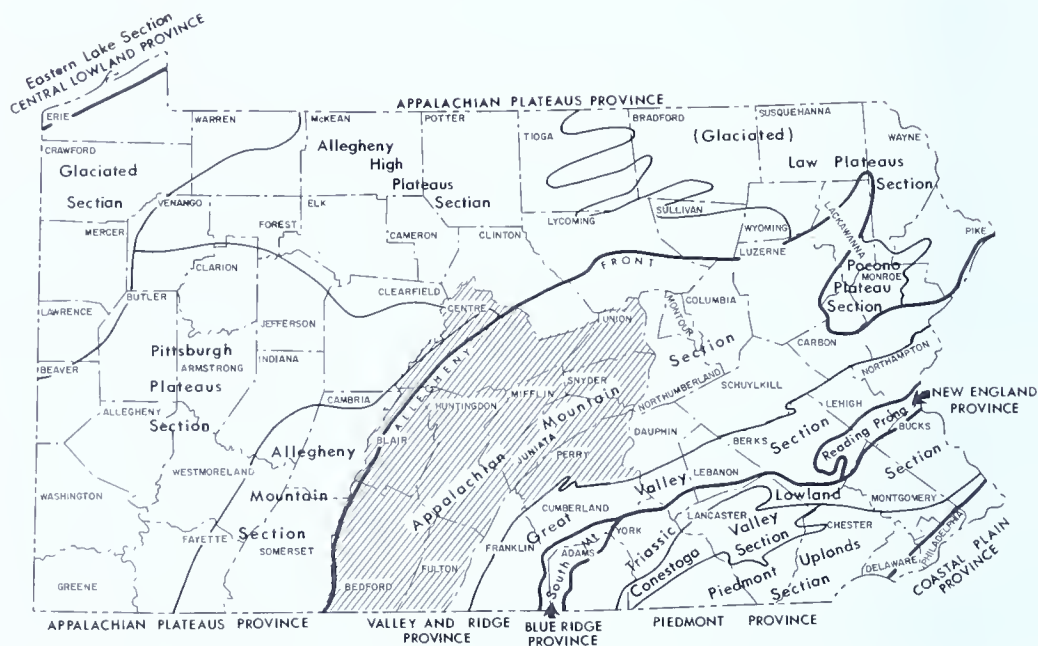 Eastern Lake Section
CENTRAL LOWLAND PROVINCE
APPALACHIAN PLATEAUS PROVINCE
ERIE
WARREN
McKEAN
POTTER
TIOGA
BRADFORD
SUSQUEHANNA
WAYNE
CRAWFORD
Glaciated
Sectian
Allegheny
High
Plateaus
Section
(Glaciated)
Law Plateaus
Section
VENANGO
ELK
FOREST
CAMERON
LYCOMING
CLINTON
SULLIVAN
WYOMING
LACKAWANNA
PIKE
MERCER
CLARION
CLEARFIELD
LUZERNE
Pocono
MONROE
Plateau
Section
ALLEGHENY FRONT
BUTLER
LAWRENCE
JEFFERSON
CENTRE
UNION
MONTOUR
COLUMBIA
CARBON
NORTHAMPTON
Pittsburgh
ARMSTRONG
Plateaus
Section
INDIANA
BEAVER
ALLEGHENY
CAMBRIA
HUNTINGDON
MIFFLIN
SNYDER
NORTHUMBERLAND
SCHUYLKILL
LEHIGH
NEW ENGLAND
PROVINCE
Appalachian Mountain Section
BLAIR
JUNIATA
PERRY
DAUPHIN
BERKS
Reading Prong
BUCKS
WASHINGTON
WESTMORELAND
Allegheny
Mountain
Section
LEBANON
Great Valley Section
CUMBERLAND
MONTGOMERY
Triassic Lowland Section
GREENE
FAYETTE
SOMERSET
BEDFORD
FULTON
FRANKLIN
ADAMS
YORK
South Mt
LANCASTER
CHESTER
Conestoga Valley
Section
Piedmont Uplands
Section
DELAWARE
PHILADELPHIA
COASTAL PLAIN
PROVINCE
APPALACHIAN PLATEAUS PROVINCE
VALLEY AND RIDGE
PROVINCE
BLUE RIDGE
PROVINCE
PIEDMONT PROVINCE